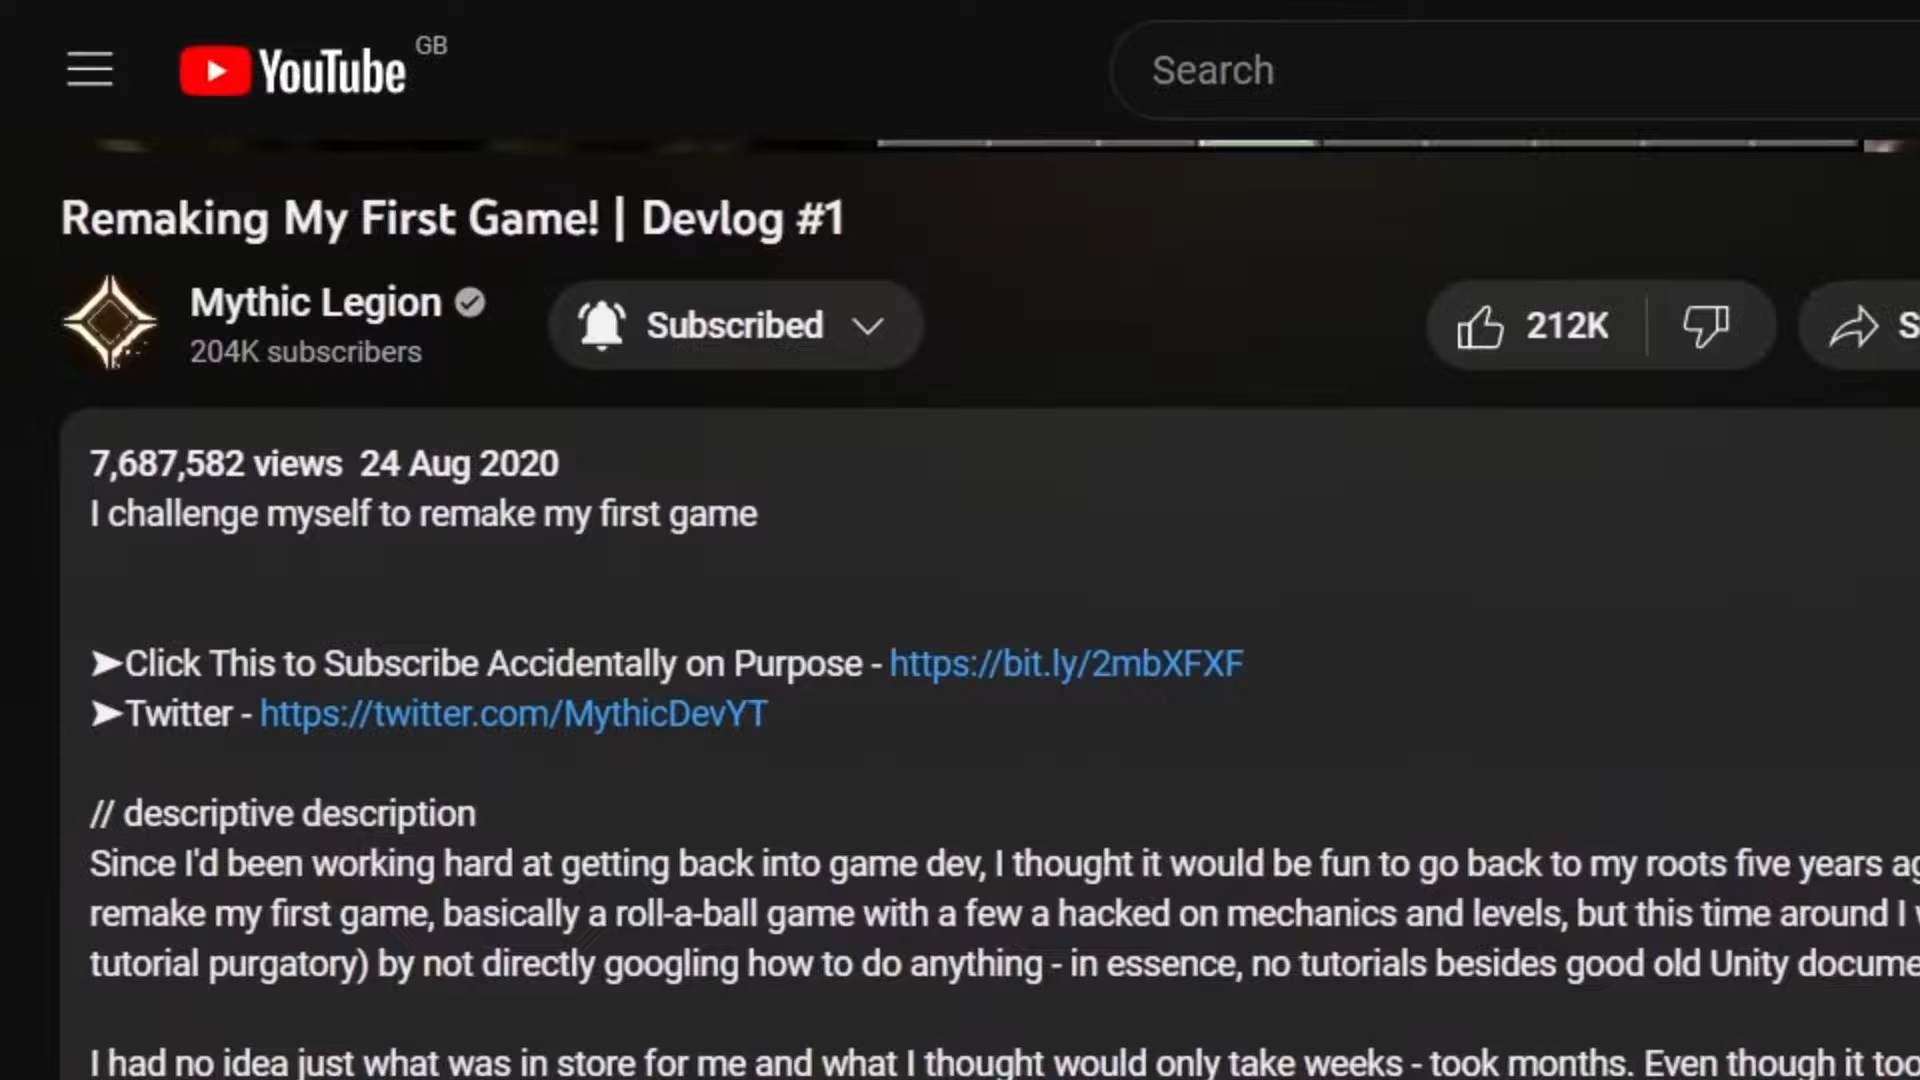 YouTube GB
Search
Remaking My First Game! | Devlog #1
Mythic Legion
204K subscribers
Subscribed
212K
7,687,582 views 24 Aug 2020
I challenge myself to remake my first game
➤Click This to Subscribe Accidentally on Purpose - https://bit.ly/2mbXFXF
➤Twitter - https://twitter.com/MythicDevYT
// descriptive description
Since I'd been working hard at getting back into game dev, I thought it would be fun to go back to my roots five years
remake my first game, basically a roll-a-ball game with a few a hacked on mechanics and levels, but this time around I
tutorial purgatory) by not directly googling how to do anything - in essence, no tutorials besides good old Unity
I had no idea just what was in store for me and what I thought would only take weeks - took months. Even though it